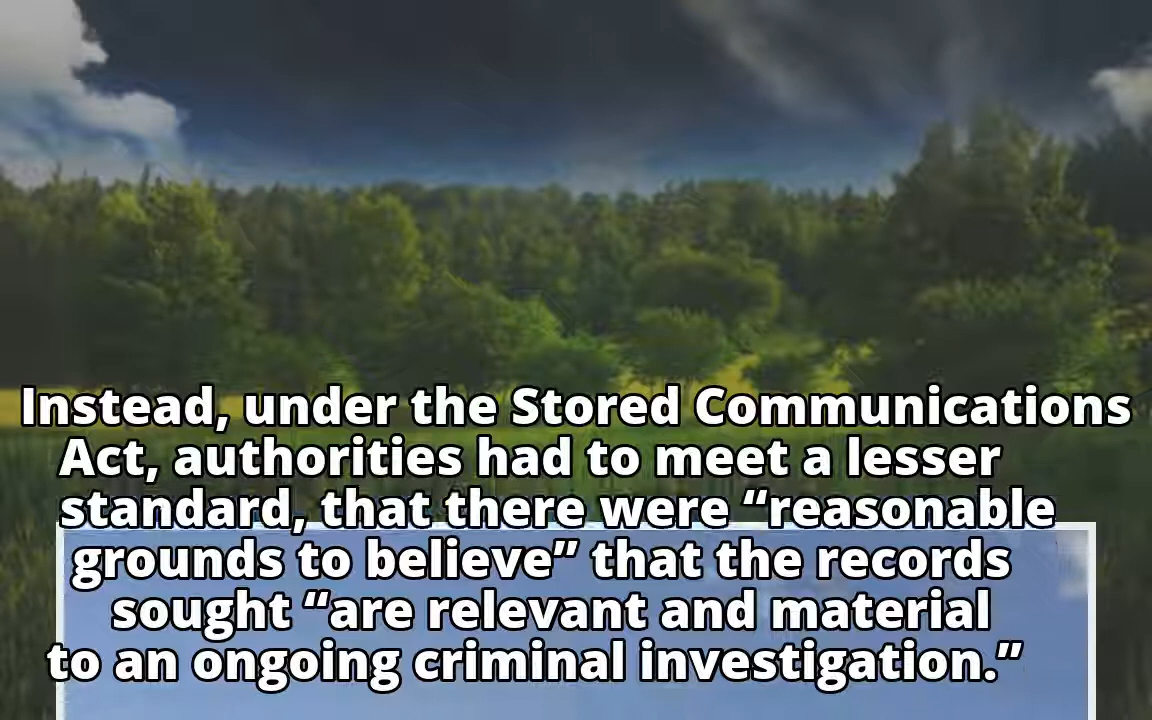 Instead, under the Stored Communications
Act, authorities had to meet a lesser
standard, that there were “reasonable
grounds to believe” that the records
sought “are relevant and material
to an ongoing criminal investigation.”